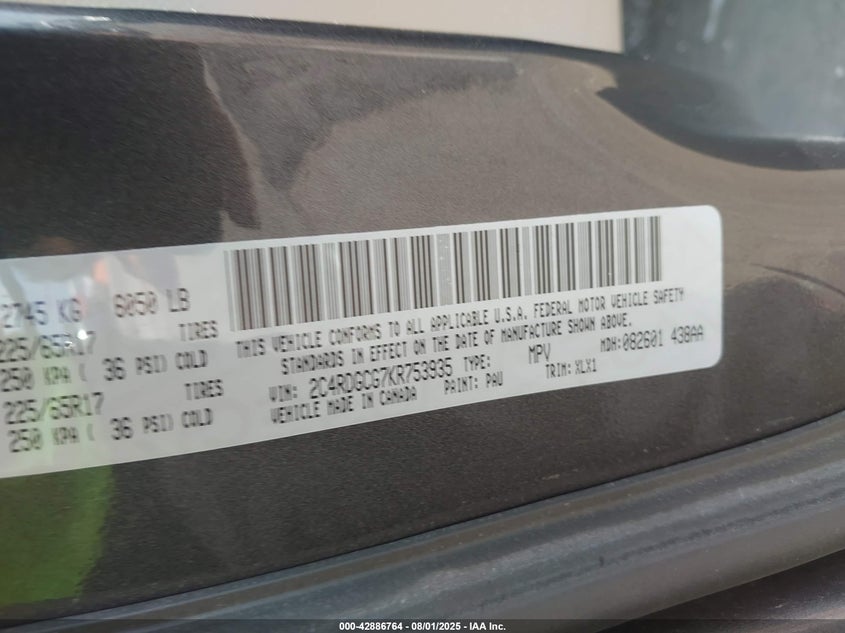 2745 KG 6050 LB
225/65R17 TIRES
250 KPA ( 36 PSI) COLD
225/65R17 TIRES
250 KPA ( 36 PSI) COLD
THIS VEHICLE CONFORMS TO ALL APPLICABLE U.S.A. FEDERAL MOTOR VEHICLE SAFETY
STANDARDS IN EFFECT ON THE DATE OF MANUFACTURE SHOWN ABOVE.
VIN: 2C4RDGCG7KR753935 TYPE: MPV MDH: 082601 438AA
VEHICLE MADE IN CANADA PAINT: PAU TRIM: XLX1
000-42886764 - 08/01/2025 - IAA Inc.